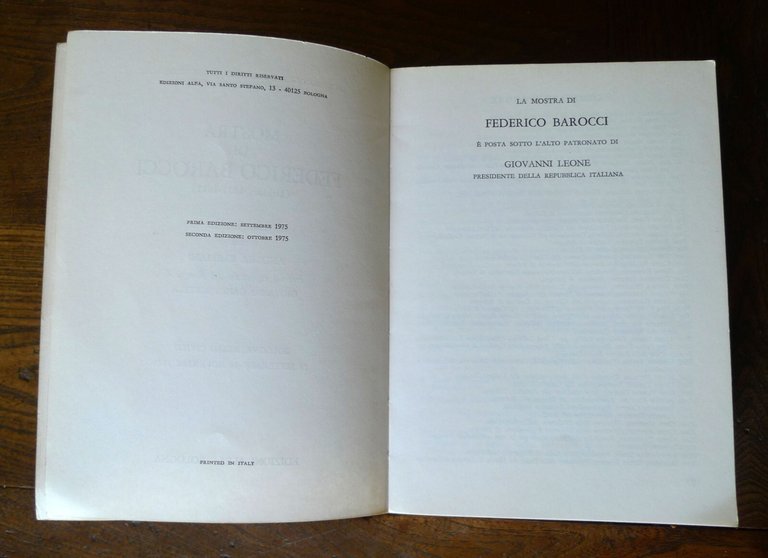 TUTTI I DIRITTI RISERVATI
EDIZIONI ALFA, VIA SANTO STEFANO, 13 - 40125 BOLOGNA
PRIMA EDIZIONE: SETTEMBRE 1975
SECONDA EDIZIONE: OTTOBRE 1975
PRINTED IN ITALY
LA MOSTRA DI
FEDERICO BAROCCI
È POSTA SOTTO L'ALTO PATRONATO DI
GIOVANNI LEONE
PRESIDENTE DELLA REPUBBLICA ITALIANA